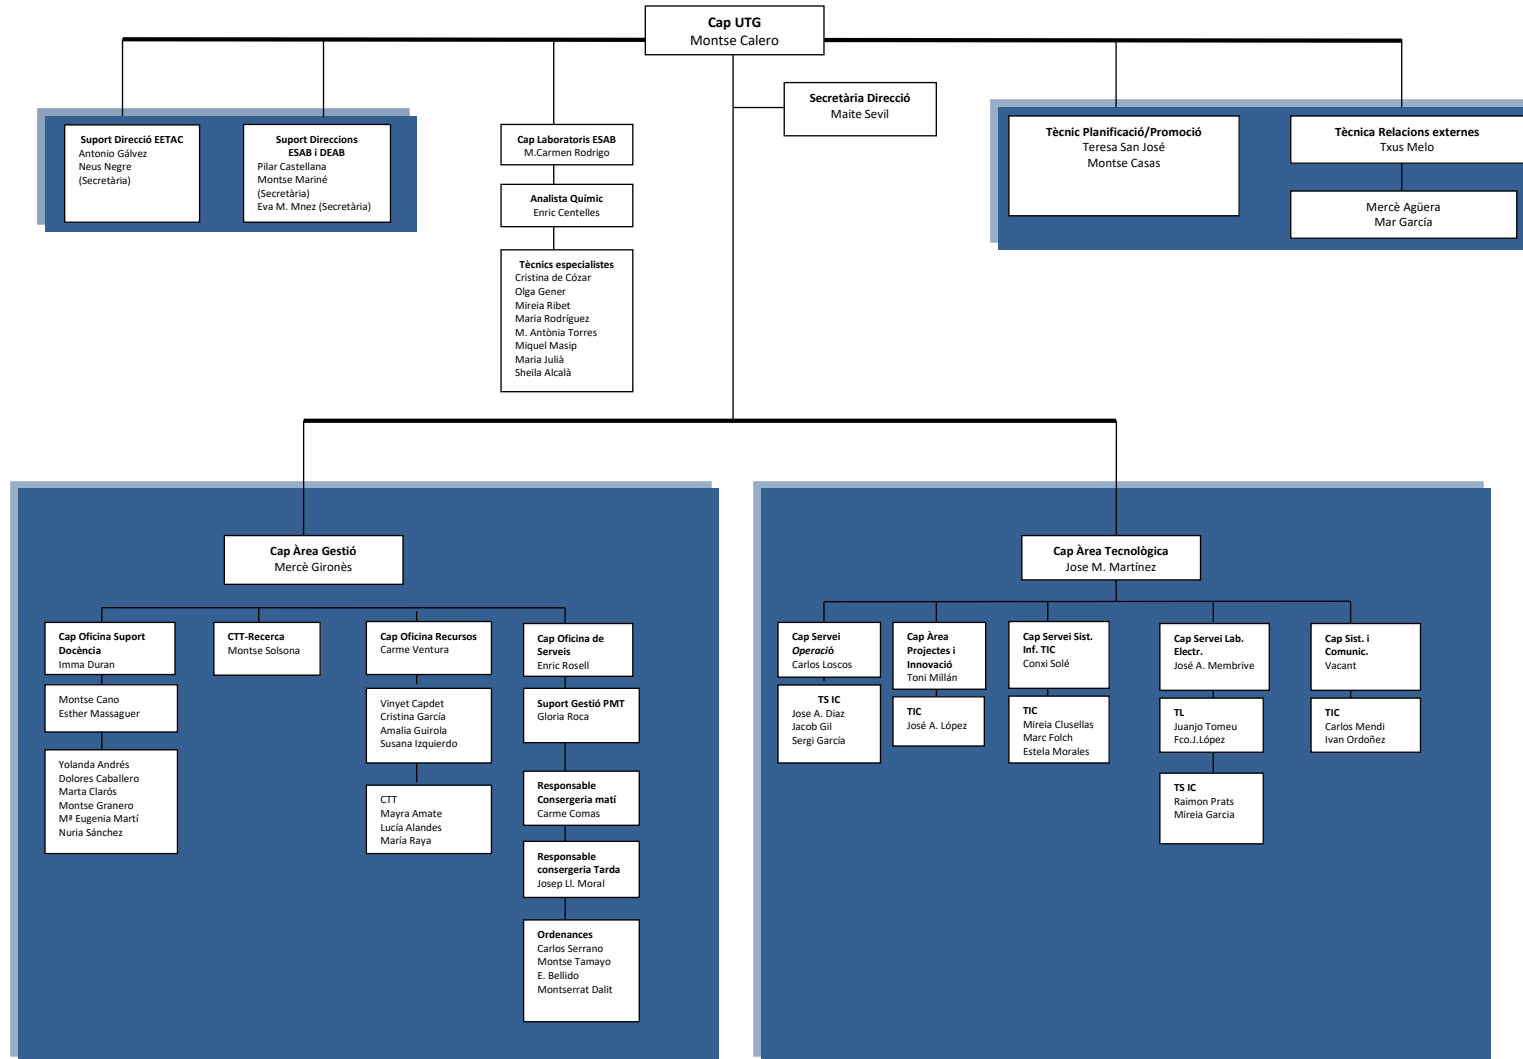 Cap UTG
Montse Calero
Secretària Direcció
Maite Sevil
Suport Direcció EETAC
Antonio Gálvez
Neus Negre
(Secretària)
Suport Direccions
ESAB i DEAB
Pilar Castellana
Montse Mariné
(Secretària)
Eva M. Mnez (Secretària)
Cap Laboratoris ESAB
M.Carmen Rodrigo
Analista Químic
Enric Centelles
Tècnics especialistes
Cristina de Cózar
Olga Gener
Mireia Ribet
Maria Rodríguez
M. Antònia Torres
Miquel Masip
Maria Julià
Sheila Alcalà
Tècnic Planificació/Promoció
Teresa San José
Montse Casas
Tècnica Relacions externes
Txus Melo
Mercè Agüera
Mar García
Cap Àrea Gestió
Mercè Gironès
Cap Oficina Suport
Docència
Imma Duran
Montse Cano
Esther Massaguer
Yolanda Andrés
Dolores Caballero
Marta Clarós
Montse Granero
Mª Eugenia Martí
Nuria Sánchez
CTT-Recerca
Montse Solsona
Cap Oficina Recursos
Carme Ventura
Vinyet Capdet
Cristina García
Amalia Guirola
Susana Izquierdo
CTT
Mayra Amate
Lucía Alandes
María Raya
Cap Oficina de
Serveis
Enric Rosell
Suport Gestió PMT
Gloria Roca
Responsable
Consergeria matí
Carme Comas
Responsable
consergeria Tarda
Josep Ll. Moral
Ordenances
Carlos Serrano
Montse Tamayo
E. Bellido
Montserrat Dalit
Cap Àrea Tecnològica
Jose M. Martínez
Cap Servei
Operació
Carlos Loscos
TS IC
Jose A. Diaz
Jacob Gil
Sergi García
Cap Àrea
Projectes i
Innovació
Toni Millán
TIC
José A. López
Cap Servei Sist.
Inf. TIC
Conxi Solé
TIC
Mireia Clusellas
Marc Folch
Estela Morales
Cap Servei Lab.
Electr.
José A. Membrive
TL
Juanjo Tomeu
Fco.J.López
TS IC
Raimon Prats
Mireia Garcia
Cap Sist. i
Comunic.
Vacant
TIC
Carlos Mendi
Ivan Ordoñez